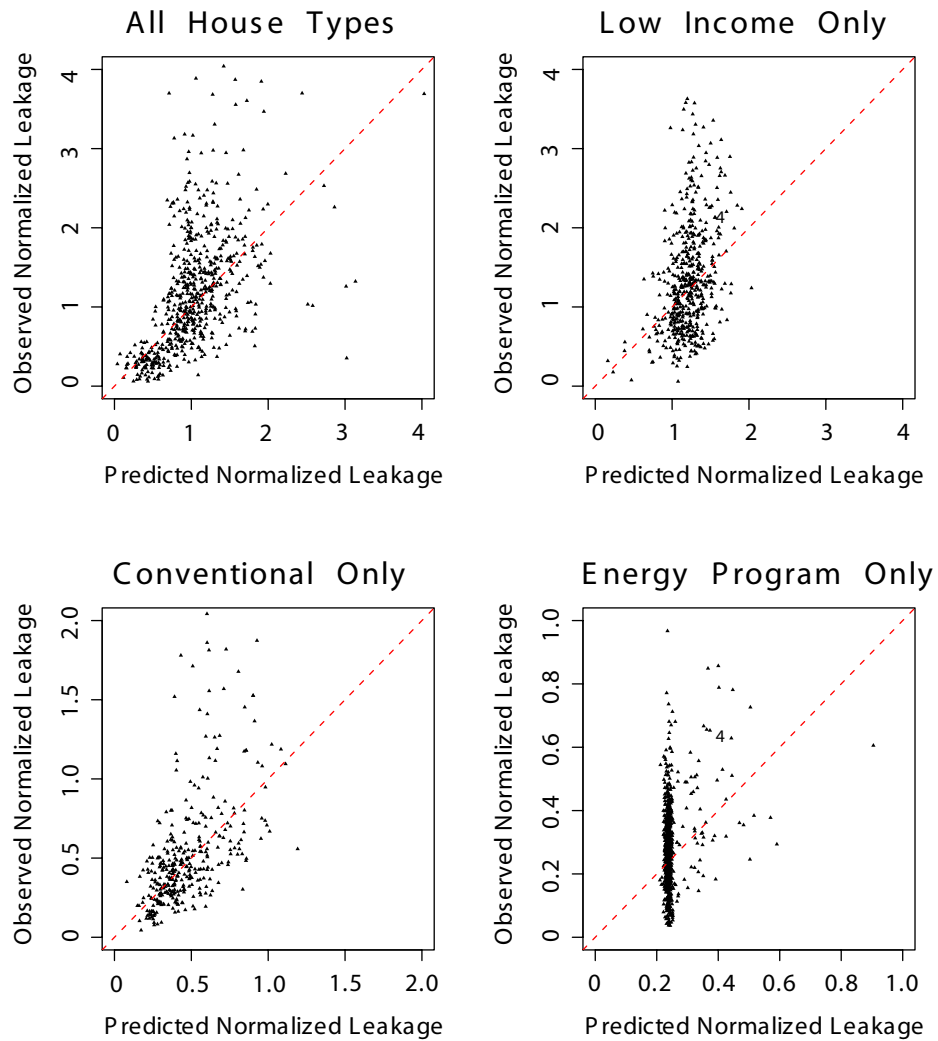 All House Types
Observed Normalized Leakage
4
3
2
1
0
0 1 2 3 4
Predicted Normalized Leakage
Low Income Only
Observed Normalized Leakage
4
3
2
1
0
4
0 1 2 3 4
Predicted Normalized Leakage
Conventional Only
Observed Normalized Leakage
2.0
1.5
1.0
0.5
0
0 0.5 1.0 1.5 2.0
Predicted Normalized Leakage
Energy Program Only
Observed Normalized Leakage
1.0
0.8
0.6
0.4
0.2
0
4
0 0.2 0.4 0.6 0.8 1.0
Predicted Normalized Leakage